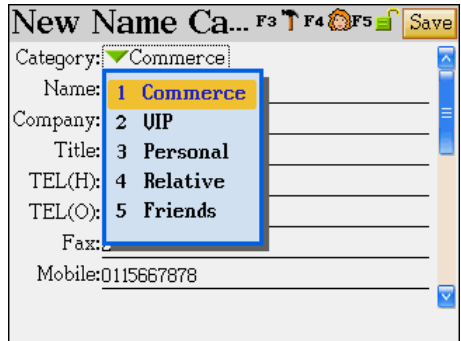 New Name Ca... F3 F4 F5 Save
Category: Commerce
Name:
Company:
Title:
TEL(H):
TEL(O):
Fax:
Mobile:0115667878
1 Commerce
2 VIP
3 Personal
4 Relative
5 Friends